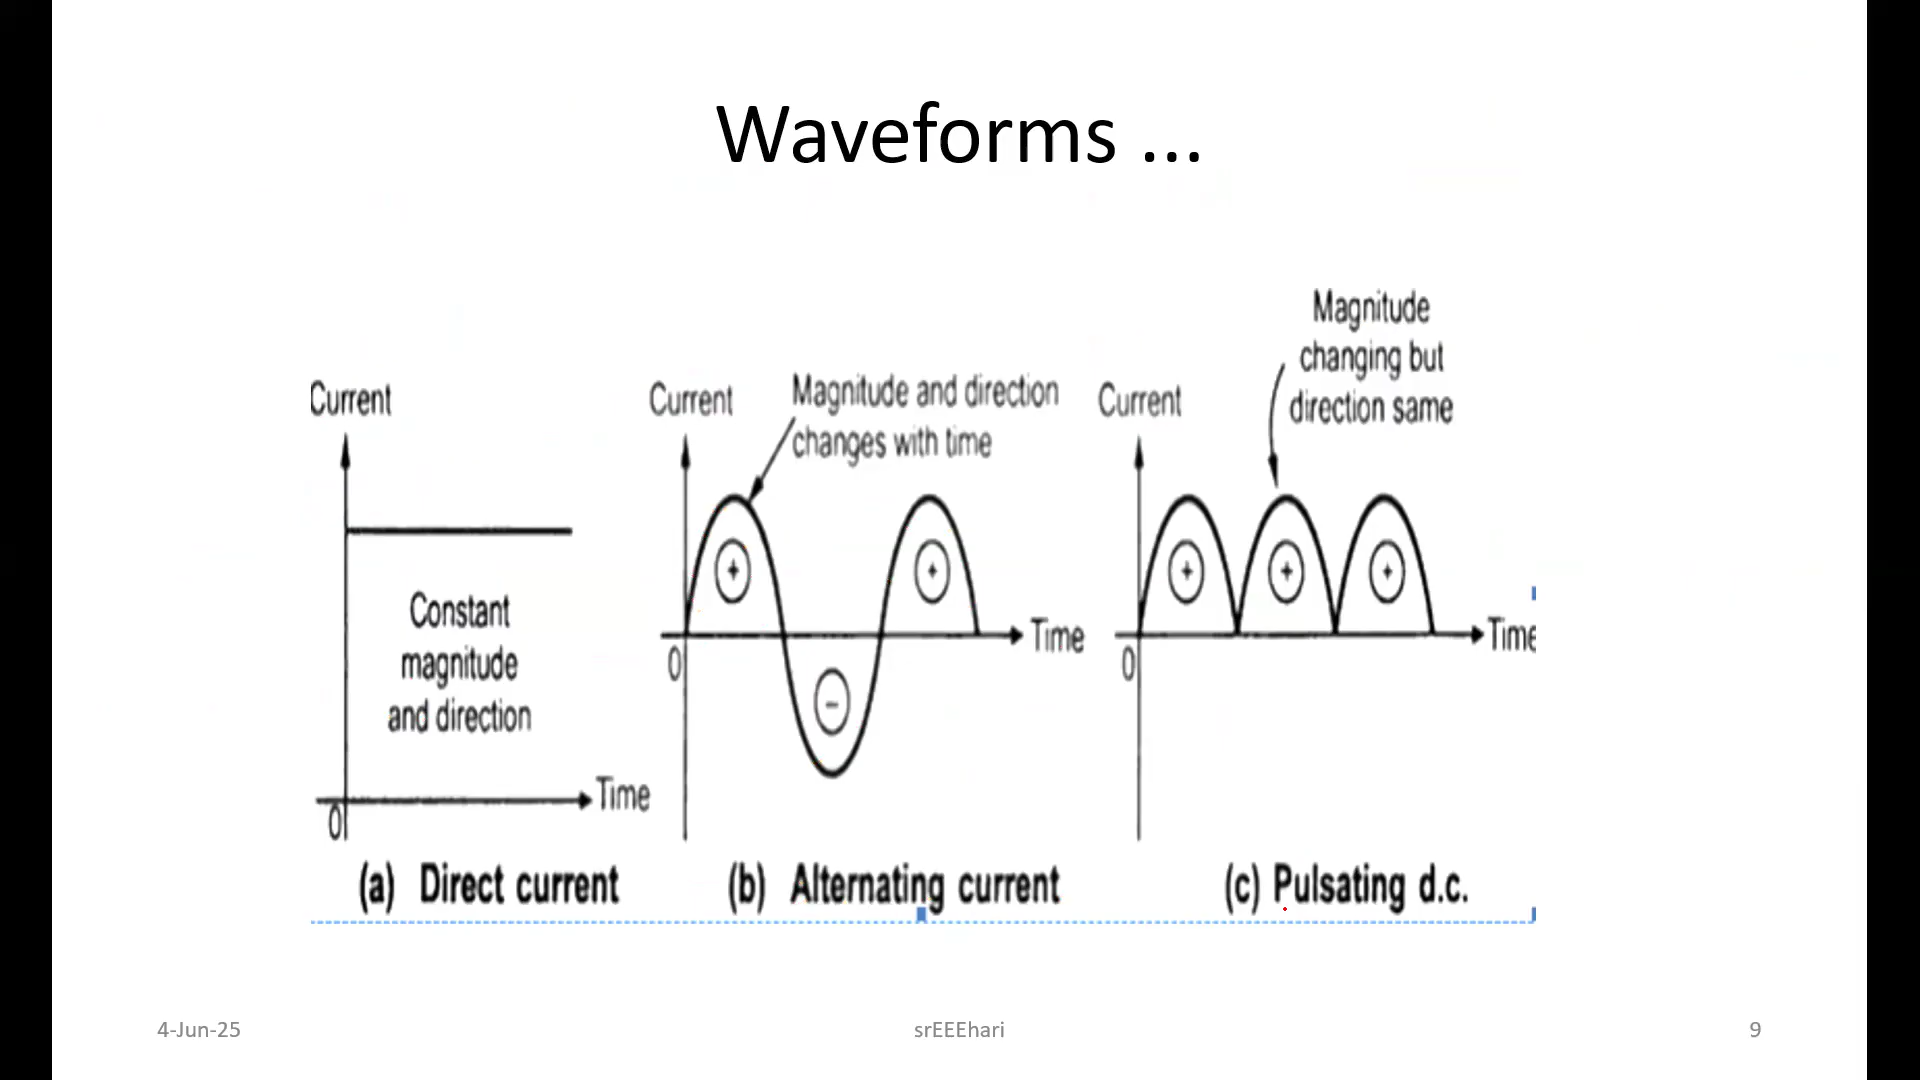 Waveforms ...
Current
Constant
magnitude
and direction
Time
0
(a) Direct current
Current
Magnitude and direction
changes with time
+
+
−
Time
0
(b) Alternating current
Current
Magnitude
changing but
direction same
+
+
+
Time
0
(c) Pulsating d.c.
4-Jun-25
srEEEhari
9